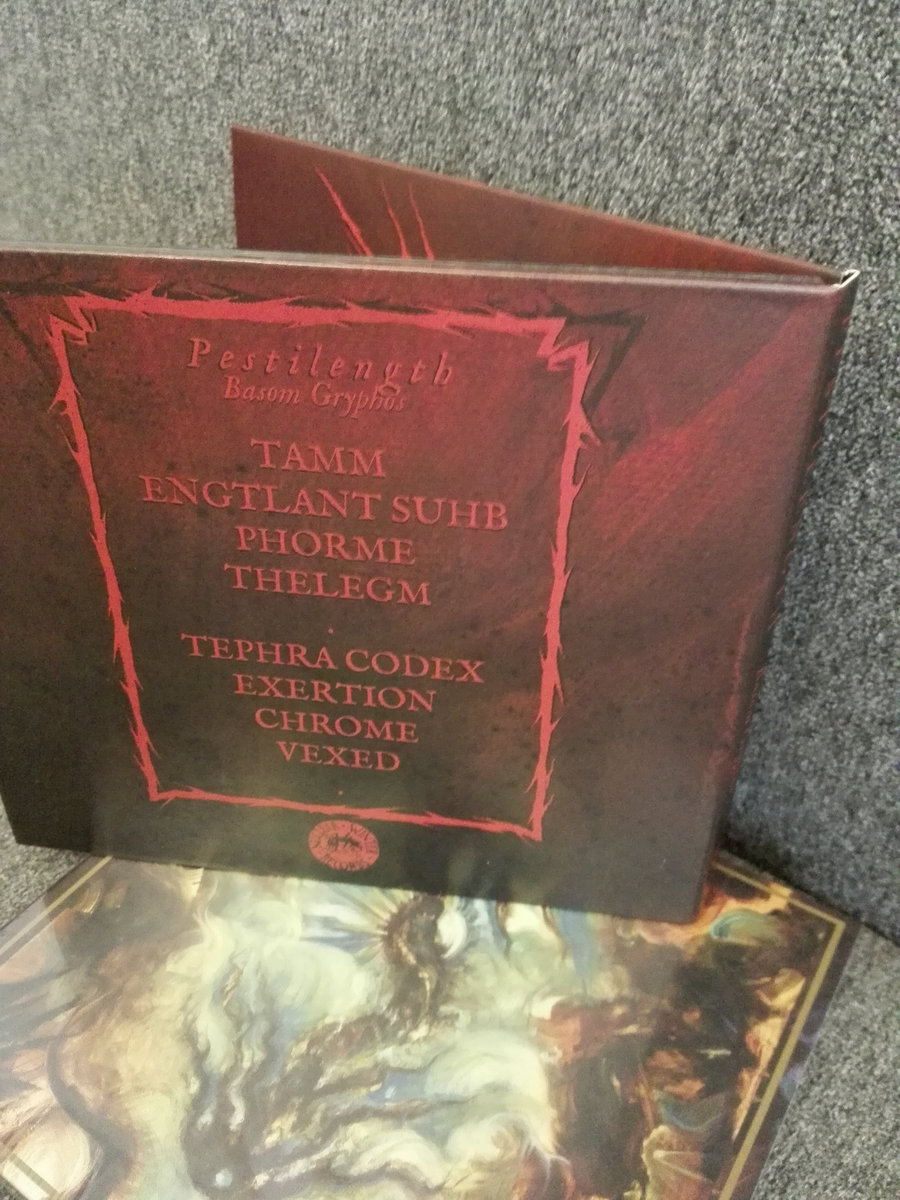 Pestilength
Basom Gryphos
TAMM
ENGTLANT SUHB
PHORME
THELEGM
TEPHRA CODEX
EXERTION
CHROME
VEXED